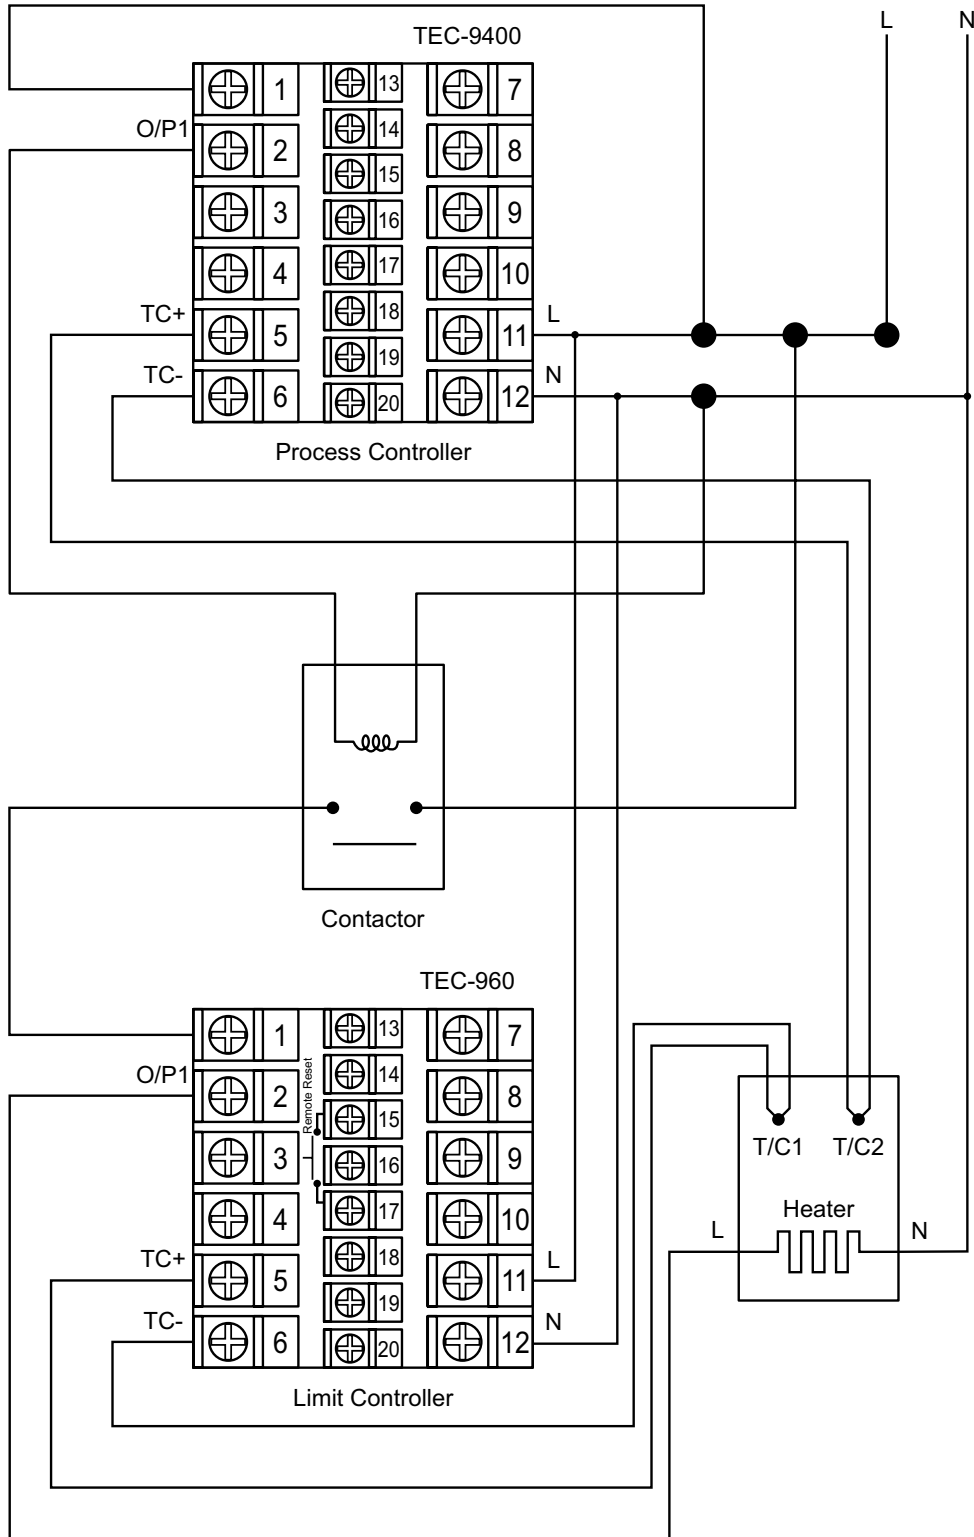 L N
TEC-9400
1 13 7
O/P1
2 14 8
15
3 16 9
4 17 10
TC+ L
5 18 11
19
TC- N
6 20 12
Process Controller
Contactor
TEC-960
1 13 7
O/P1
2 14 8
Remote Reset
15
3 16 9
17
4 10
TC+ L
5 18 11
19
TC- N
6 20 12
Limit Controller
T/C1 T/C2
Heater
L N